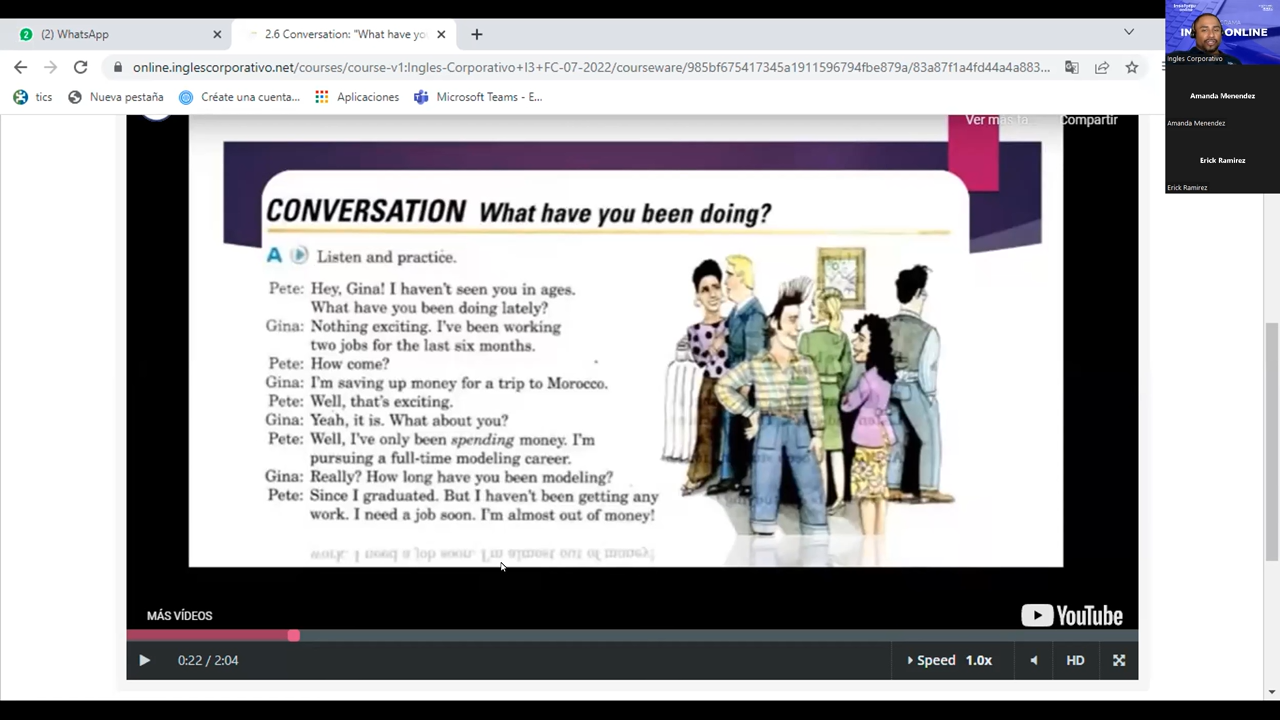 (2) WhatsApp
2.6 Conversation: "What have yo
online.inglescorporativo.net/courses/course-v1:Ingles-Corporativo+I3+FC-07-2022/courseware/985bf675417345a1911596794fbe879a/83a87f1a4fd44a4a883...
tics
Nueva pestaña
Créate una cuenta...
Aplicaciones
Microsoft Teams - E...
ONLINE
Ingles Corporativo
Amanda Menendez
Amanda Menendez
Erick Ramirez
Erick Ramirez
Ver más ta
Compartir
CONVERSATION What have you been doing?
A Listen and practice.
Pete: Hey, Gina! I haven't seen you in ages.
What have you been doing lately?
Gina: Nothing exciting. I've been working
two jobs for the last six months.
Pete: How come?
Gina: I'm saving up money for a trip to Morocco.
Pete: Well, that's exciting.
Gina: Yeah, it is. What about you?
Pete: Well, I've only been spending money. I'm
pursuing a full-time modeling career.
Gina: Really? How long have you been modeling?
Pete: Since I graduated. But I haven't been getting any
work. I need a job soon. I'm almost out of money!
MÁS VÍDEOS
YouTube
0:22 / 2:04
Speed 1.0x
HD